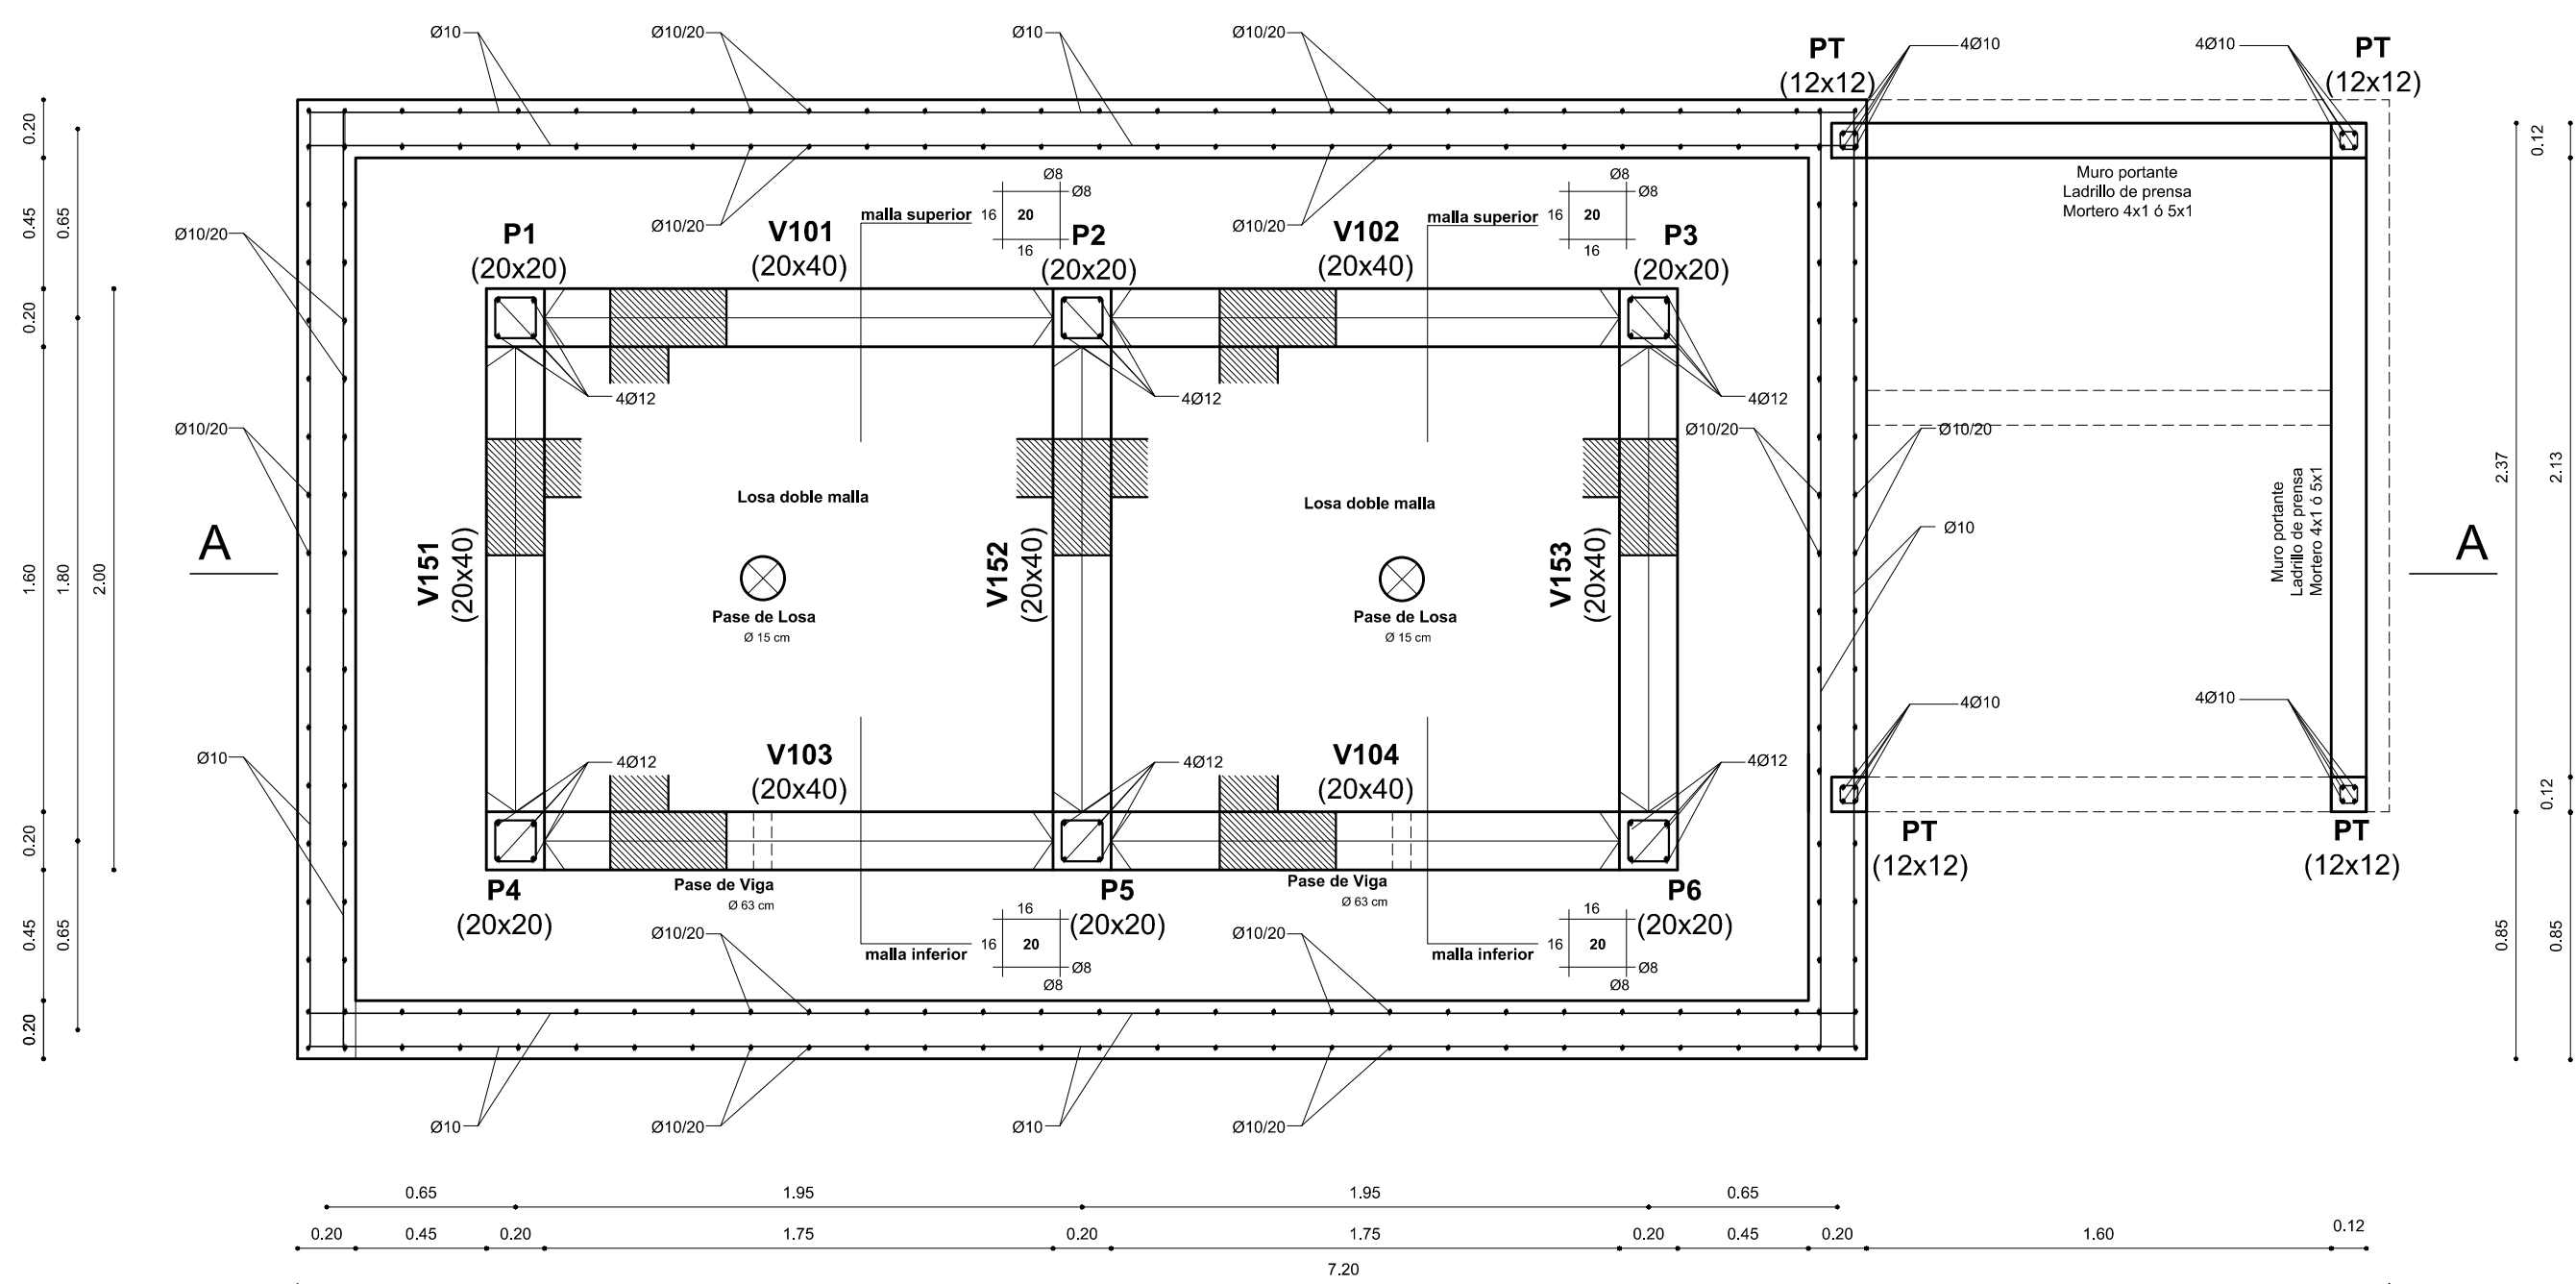 Ø10
Ø10/20
Ø10
Ø10/20
PT
(12x12)
4Ø10
4Ø10
PT
(12x12)
0.20
0.45
0.65
0.20
1.60
1.80
2.00
0.20
0.45
0.65
0.20
Ø10/20
Ø10/20
Ø10
A
P1
(20x20)
Ø10/20
V101
(20x40)
malla superior
Ø8
Ø8
16
20
16
P2
(20x20)
Ø10/20
V102
(20x40)
malla superior
Ø8
Ø8
16
20
16
P3
(20x20)
4Ø12
4Ø12
4Ø12
Muro portante
Ladrillo de prensa
Mortero 4x1 ó 5x1
Ø10/20
Ø10/20
Ø10
Losa doble malla
Losa doble malla
V151
(20x40)
V152
(20x40)
V153
(20x40)
Pase de Losa
Ø 15 cm
Pase de Losa
Ø 15 cm
Muro portante
Ladrillo de prensa
Mortero 4x1 ó 5x1
A
0.12
2.37
2.13
0.12
0.85
0.85
4Ø12
V103
(20x40)
4Ø12
V104
(20x40)
4Ø12
4Ø10
4Ø10
PT
(12x12)
PT
(12x12)
P4
(20x20)
Pase de Viga
Ø 63 cm
P5
(20x20)
Pase de Viga
Ø 63 cm
P6
(20x20)
Ø10/20
malla inferior
16
16
20
Ø8
Ø8
Ø10/20
malla inferior
16
16
20
Ø8
Ø8
Ø10
Ø10/20
Ø10
Ø10/20
0.65
1.95
1.95
0.65
0.20
0.45
0.20
1.75
0.20
1.75
0.20
0.45
0.20
1.60
0.12
7.20